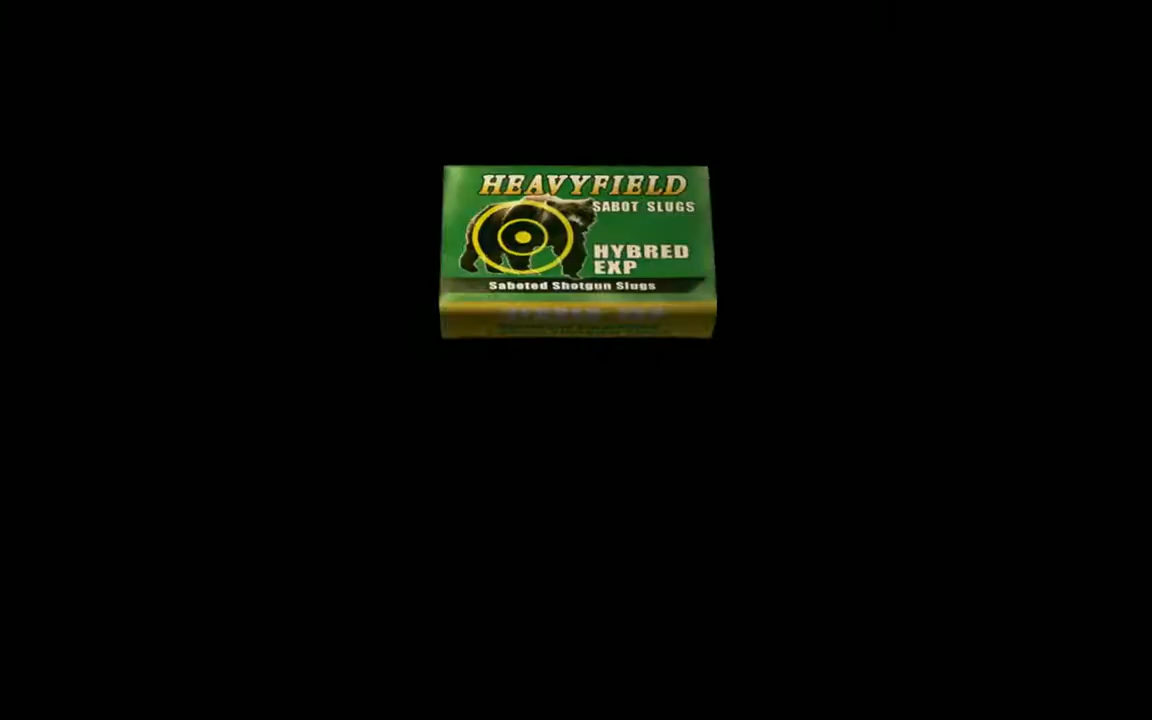 HEAVYFIELD
SABOT SLUGS
HYBRED
EXP
Saboted Shotgun Slugs